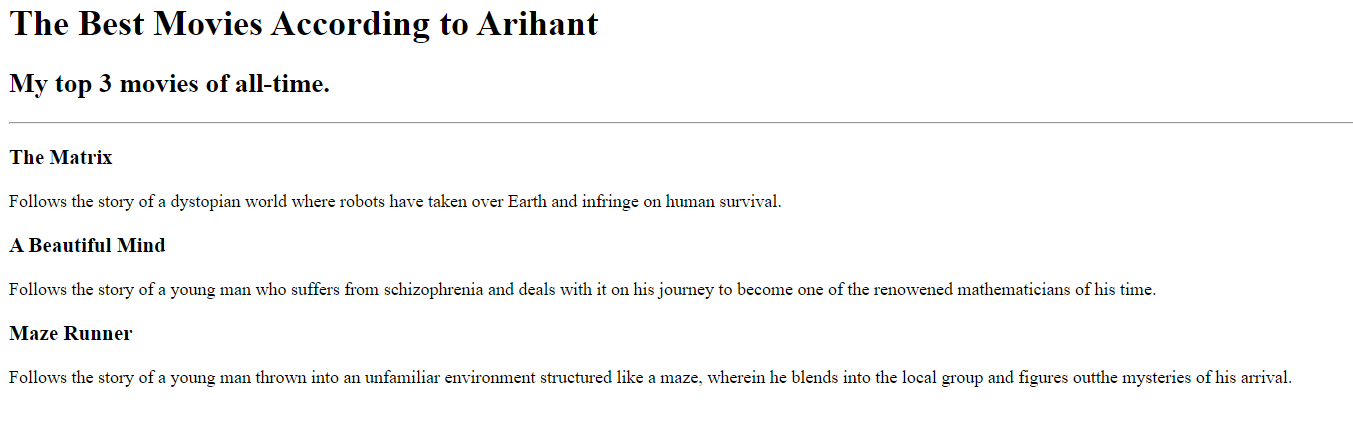 The Best Movies According to Arihant
My top 3 movies of all-time.
The Matrix
Follows the story of a dystopian world where robots have taken over Earth and infringe on human survival.
A Beautiful Mind
Follows the story of a young man who suffers from schizophrenia and deals with it on his journey to become one of the renowened mathematicians of his time.
Maze Runner
Follows the story of a young man thrown into an unfamiliar environment structured like a maze, wherein he blends into the local group and figures outthe mysteries of his arrival.